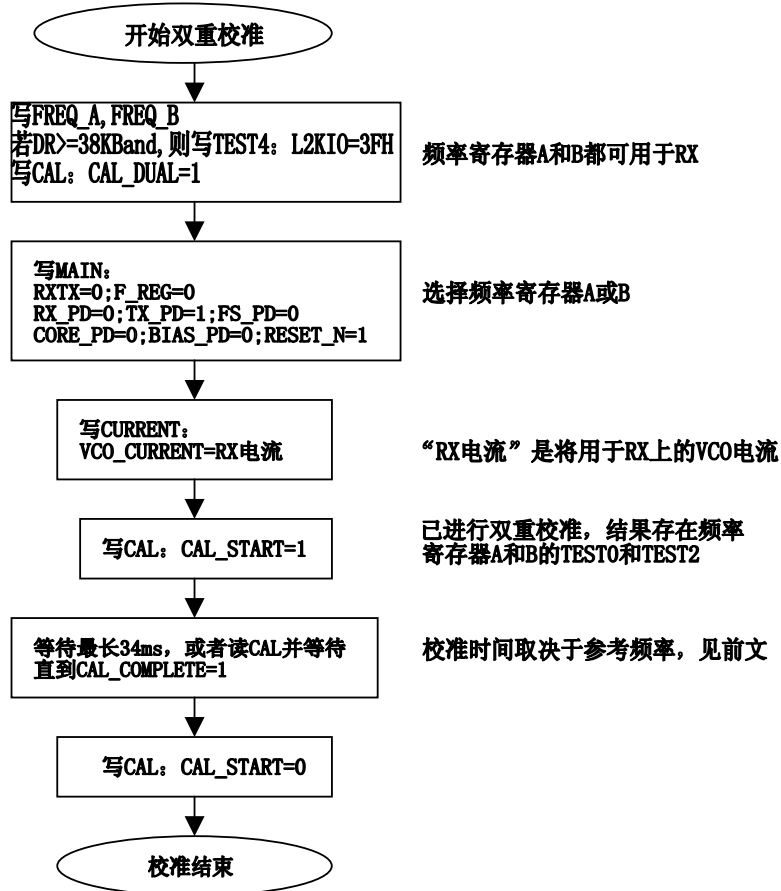 开始双重校准
写FREQ_A,FREQ_B
若DR>=38KBand,则写TEST4：L2KIO=3FH
写CAL：CAL_DUAL=1
频率寄存器A和B都可用于RX
写MAIN：
RXTX=0;F_REG=0
RX_PD=0;TX_PD=1;FS_PD=0
CORE_PD=0;BIAS_PD=0;RESET_N=1
选择频率寄存器A或B
写CURRENT：
VCO_CURRENT=RX电流
“RX电流”是将用于RX上的VCO电流
写CAL：CAL_START=1
已进行双重校准，结果存在频率
寄存器A和B的TEST0和TEST2
等待最长34ms，或者读CAL并等待
直到CAL_COMPLETE=1
校准时间取决于参考频率，见前文
写CAL：CAL_START=0
校准结束